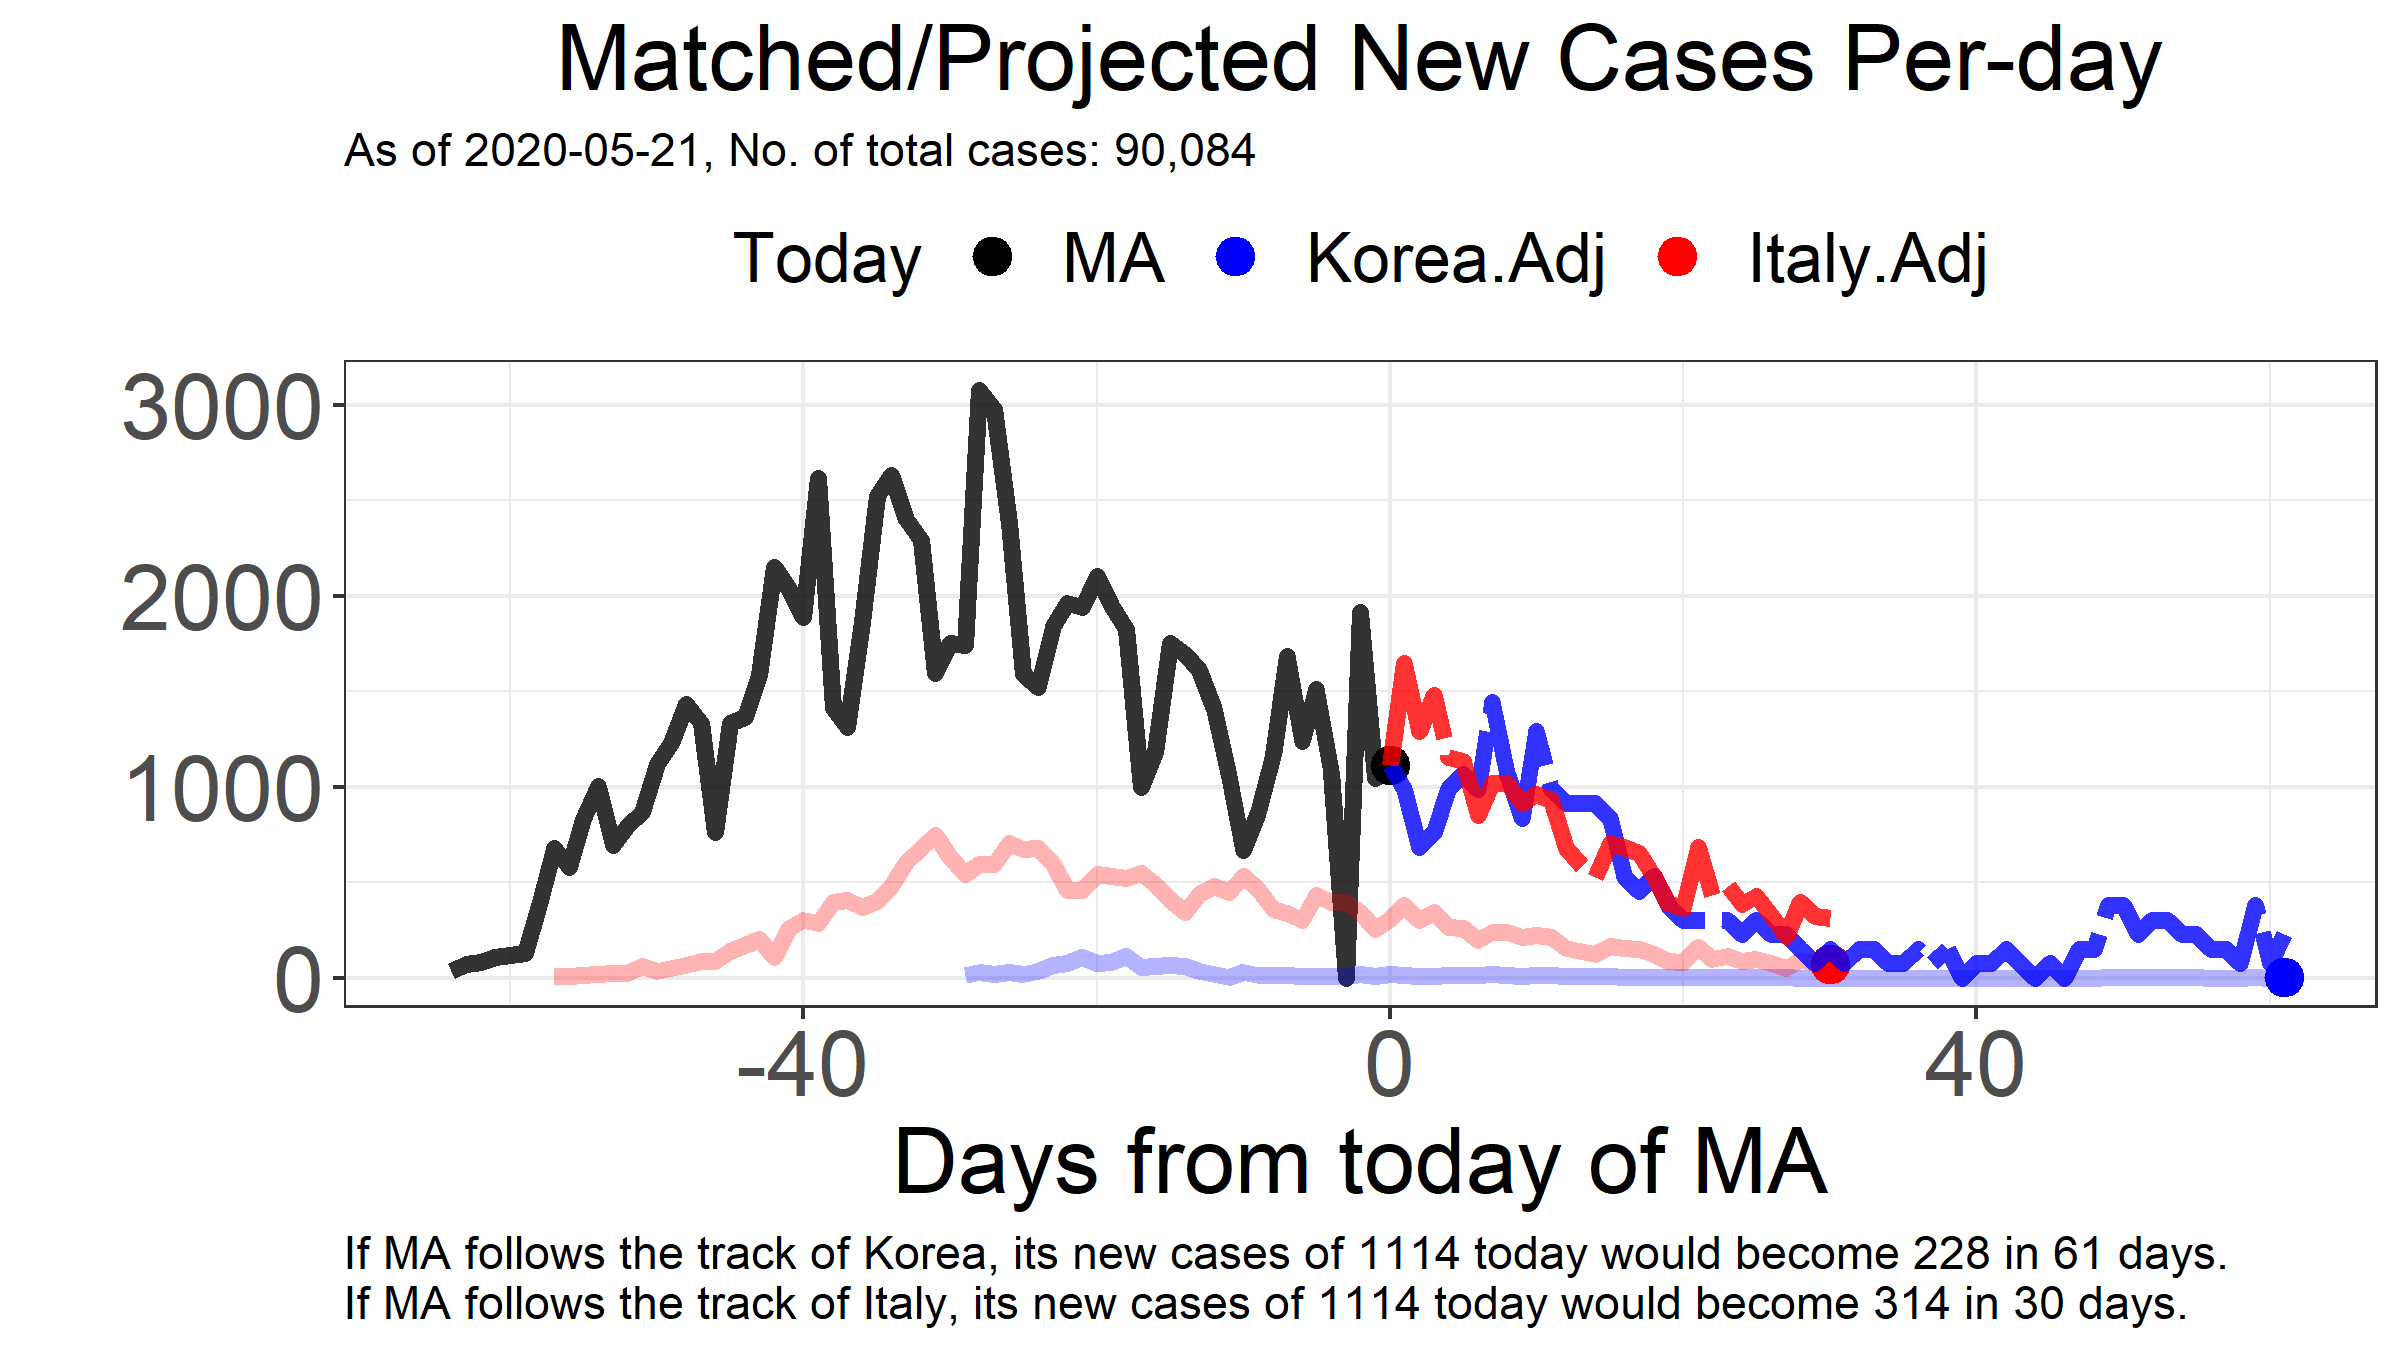 Matched/Projected New Cases Per-day
As of 2020-05-21, No. of total cases: 90,084
Today MA Korea.Adj Italy.Adj
3000
2000
1000
0
-40 0 40
Days from today of MA
If MA follows the track of Korea, its new cases of 1114 today would become 228 in 61 days.
If MA follows the track of Italy, its new cases of 1114 today would become 314 in 30 days.